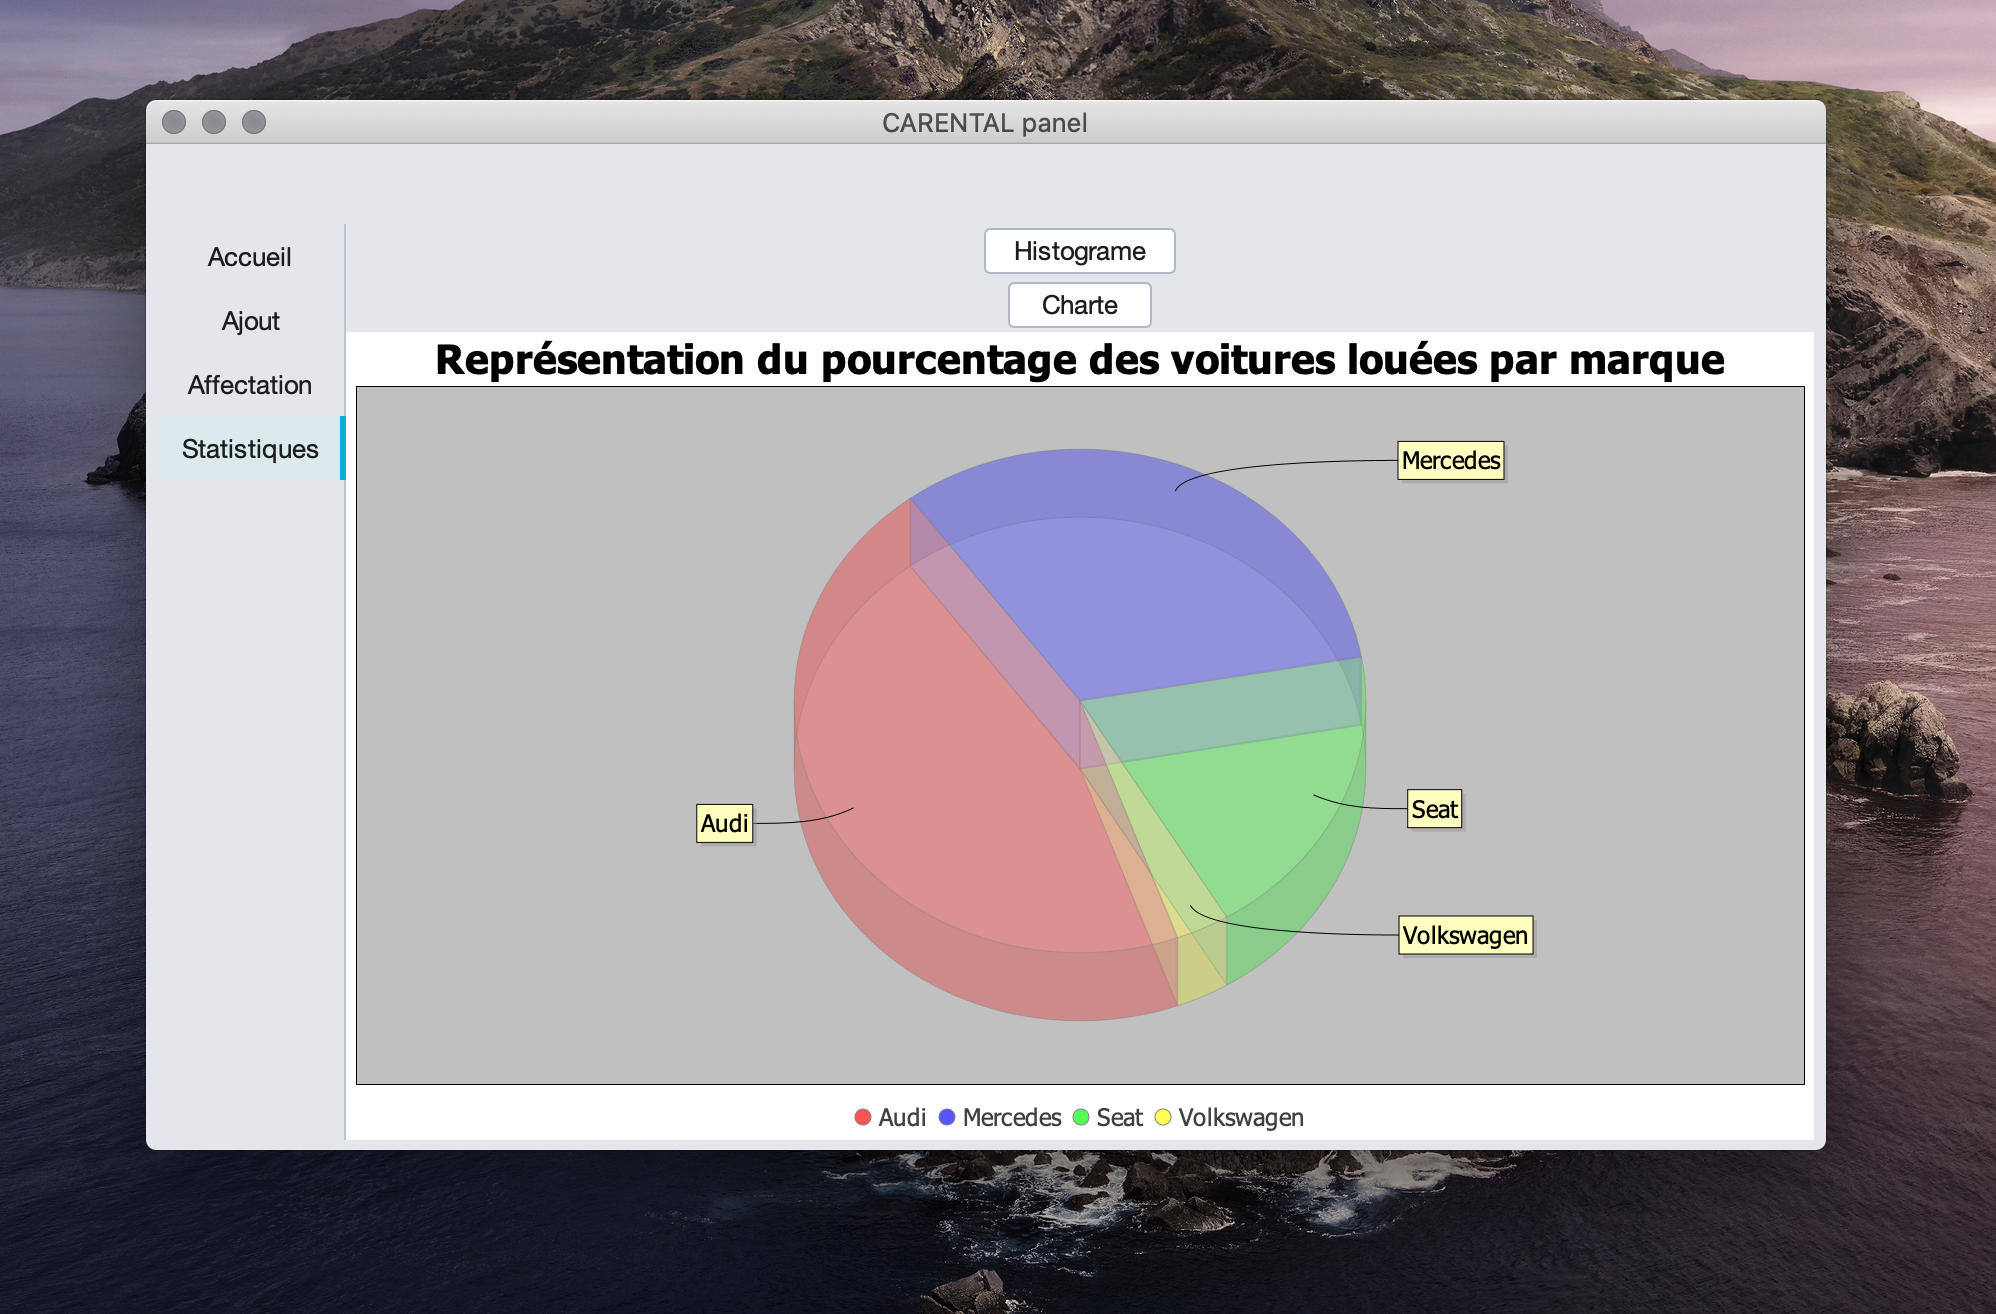 CARENTAL panel
Accueil
Ajout
Affectation
Statistiques
Histograme
Charte
Représentation du pourcentage des voitures louées par marque
Mercedes
Seat
Audi
Volkswagen
Audi Mercedes Seat Volkswagen